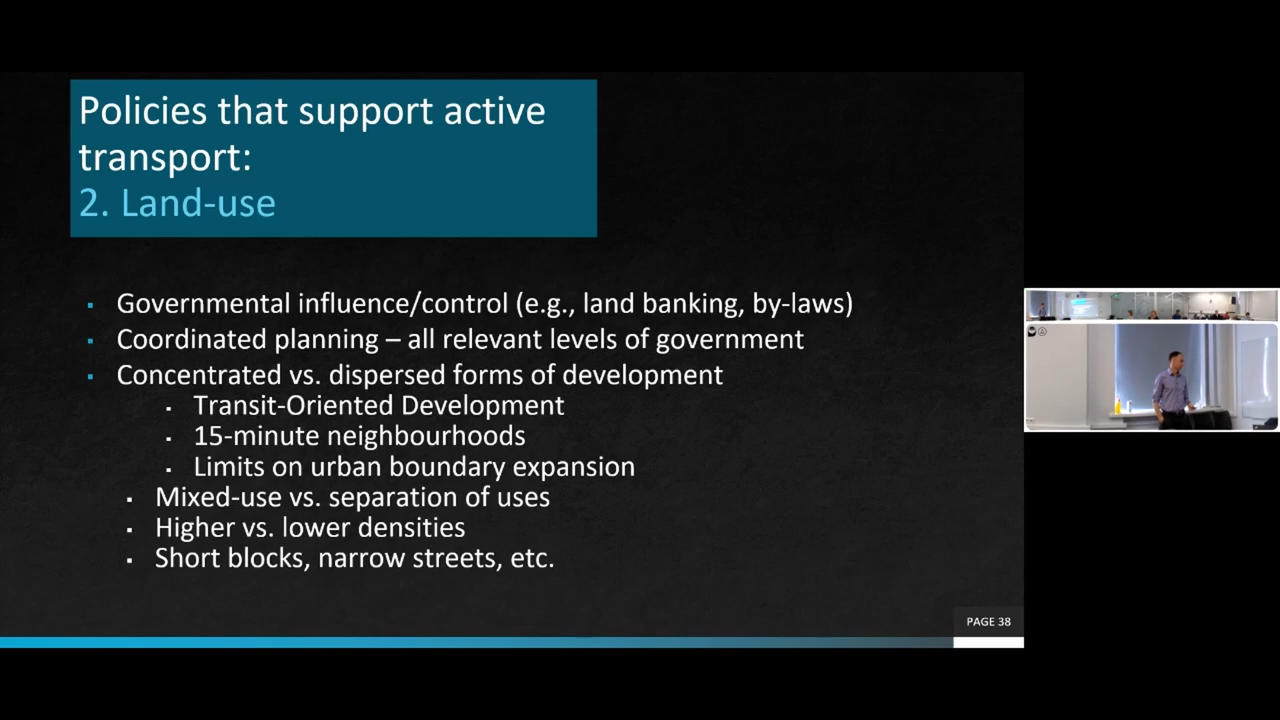 Policies that support active
transport:
2. Land-use
▪ Governmental influence/control (e.g., land banking, by-laws)
▪ Coordinated planning – all relevant levels of government
▪ Concentrated vs. dispersed forms of development
▪ Transit-Oriented Development
▪ 15-minute neighbourhoods
▪ Limits on urban boundary expansion
▪ Mixed-use vs. separation of uses
▪ Higher vs. lower densities
▪ Short blocks, narrow streets, etc.
PAGE 38